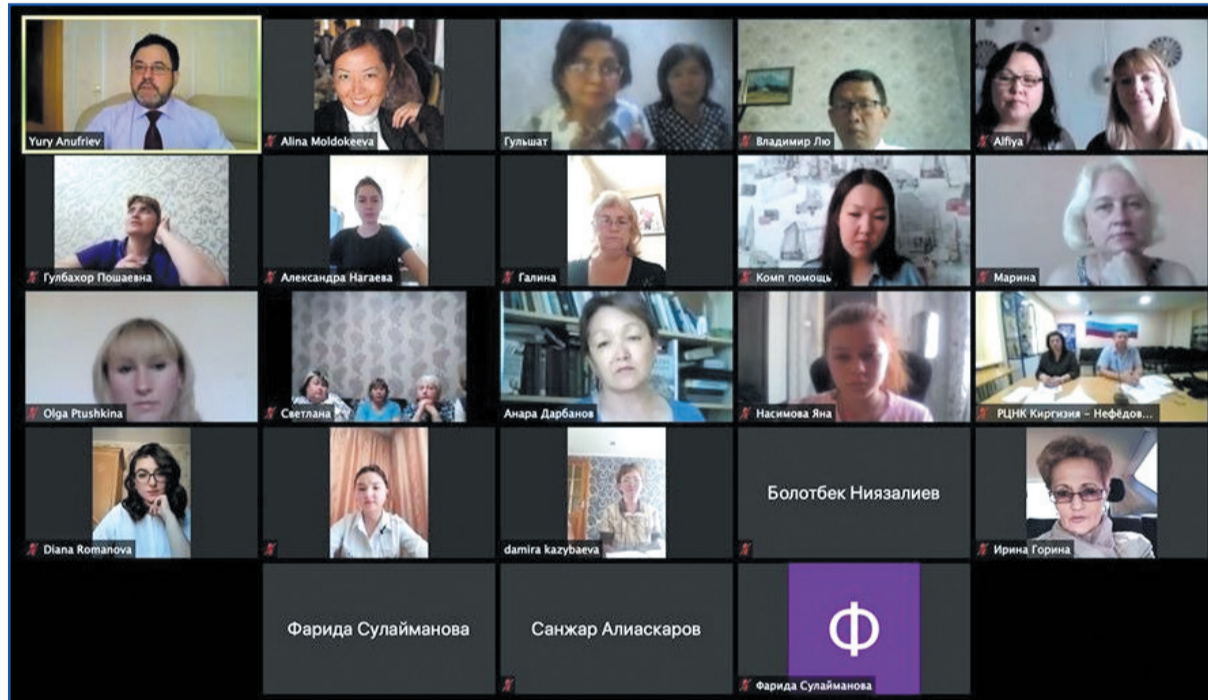 Yury Anufriev
Alina Moldokeeva
Гульшат
Владимир Лю
Alfiya
Гулбахор Пошаевна
Александра Нагаева
Галина
Комп помощь
Марина
Olga Ptushkina
Светлана
Анара Дарбанов
Насимова Яна
РЦНК Киргизия – Нефёдов...
Diana Romanova
damira kazybaeva
Болотбек Ниязалиев
Ирина Горина
Фарида Сулайманова
Санжар Алиаскаров
Ф
Фарида Сулайманова